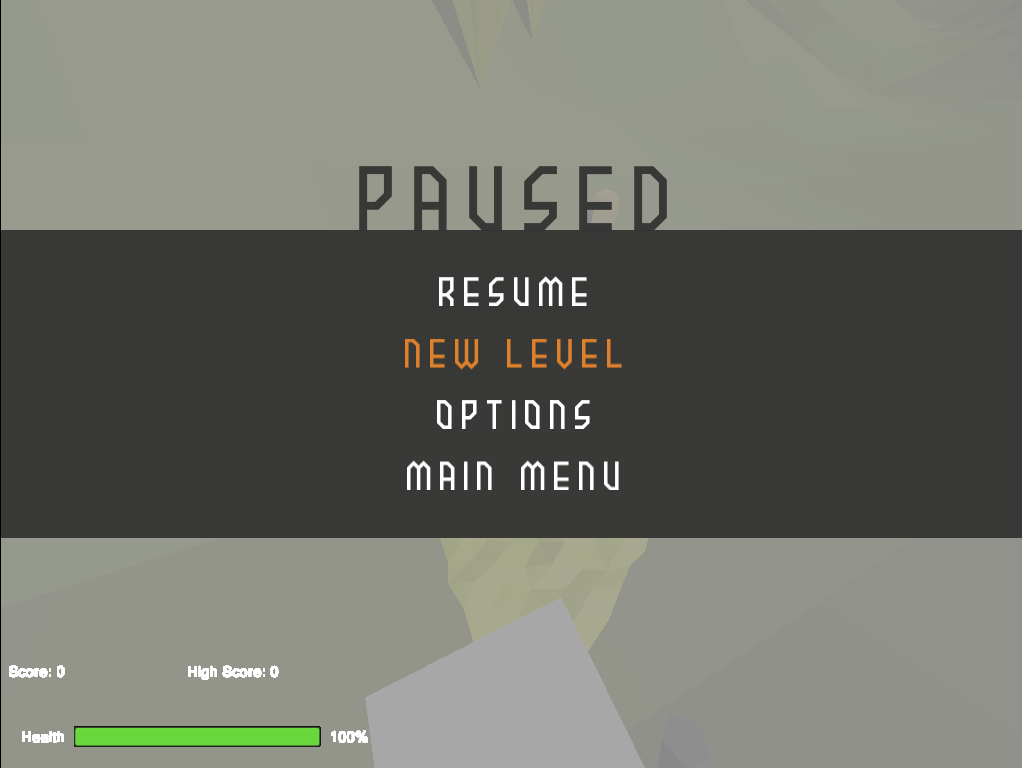 PAUSED
RESUME
NEW LEVEL
OPTIONS
MAIN MENU
Score: 0 High Score: 0
Health 100%